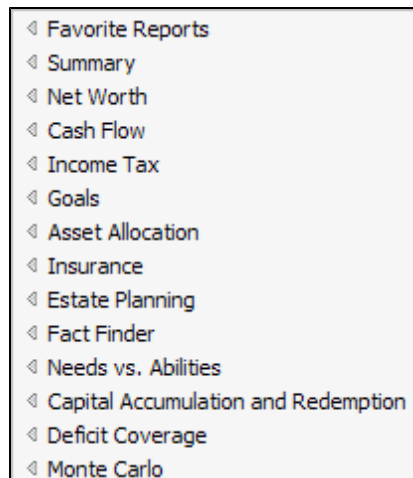 Favorite Reports
Summary
Net Worth
Cash Flow
Income Tax
Goals
Asset Allocation
Insurance
Estate Planning
Fact Finder
Needs vs. Abilities
Capital Accumulation and Redemption
Deficit Coverage
Monte Carlo